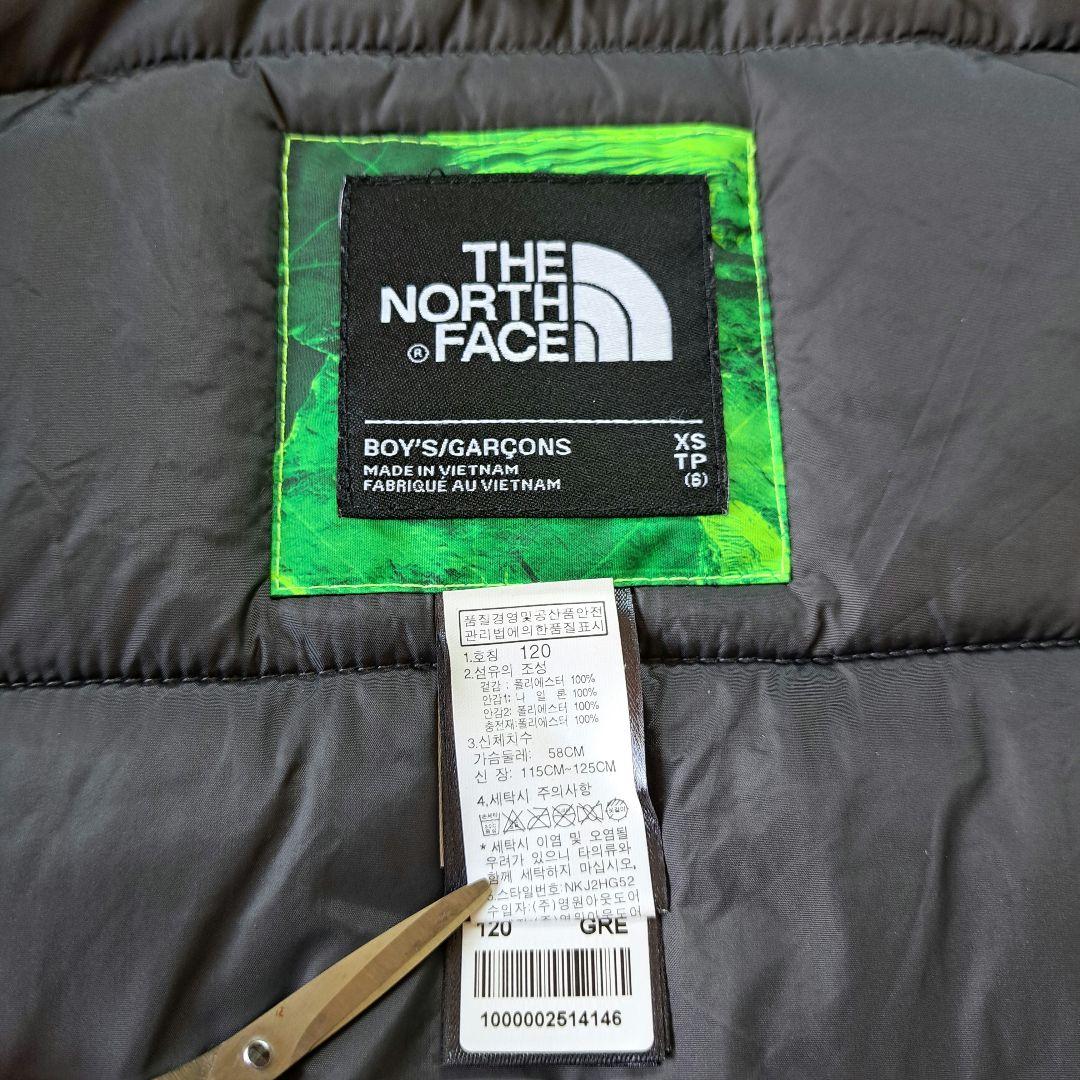 THE
NORTH
® FACE
BOY'S/GARÇONS XS
MADE IN VIETNAM TP
FABRIQUÉ AU VIETNAM (6)
품질경영및공산품안전
관리법에의한품질표시
1.호칭 120
2.섬유의 조성
겉감 : 폴리에스터 100%
안감1: 나 일 론 100%
안감2: 폴리에스터 100%
충전재:폴리에스터 100%
3.신체치수
가슴둘레: 58CM
신 장: 115CM~125CM
4.세탁시 주의사항
* 세탁시 이염 및 오염될
우려가 있으니 타의류와
함께 세탁하지 마십시오.
5.스타일번호:NKJ2HG52
수입자:(주)영원아웃도어
120 GRE
1000002514146